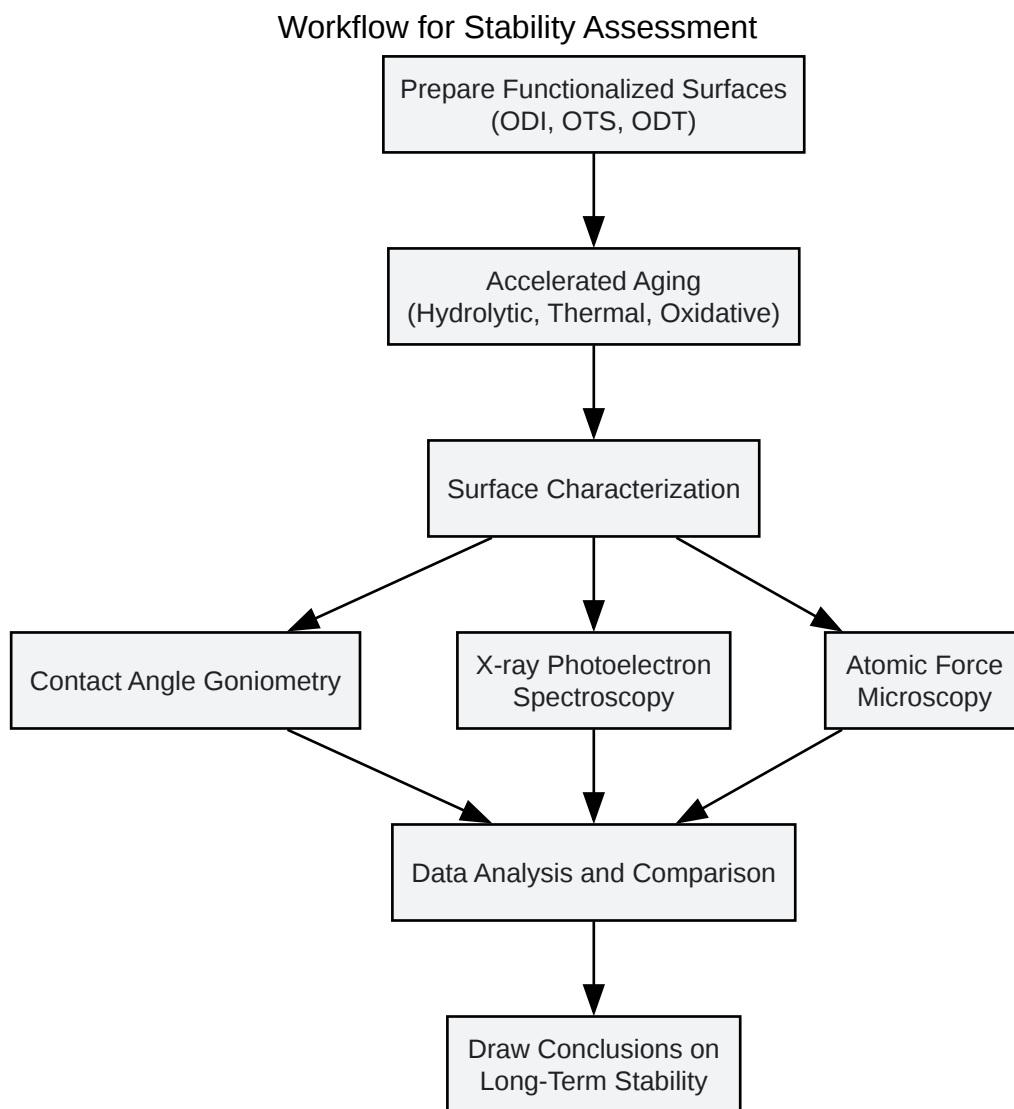 Workflow for Stability Assessment
Prepare Functionalized Surfaces
(ODI, OTS, ODT)
Accelerated Aging
(Hydrolytic, Thermal, Oxidative)
Surface Characterization
Contact Angle Goniometry
X-ray Photoelectron
Spectroscopy
Atomic Force
Microscopy
Data Analysis and Comparison
Draw Conclusions on
Long-Term Stability